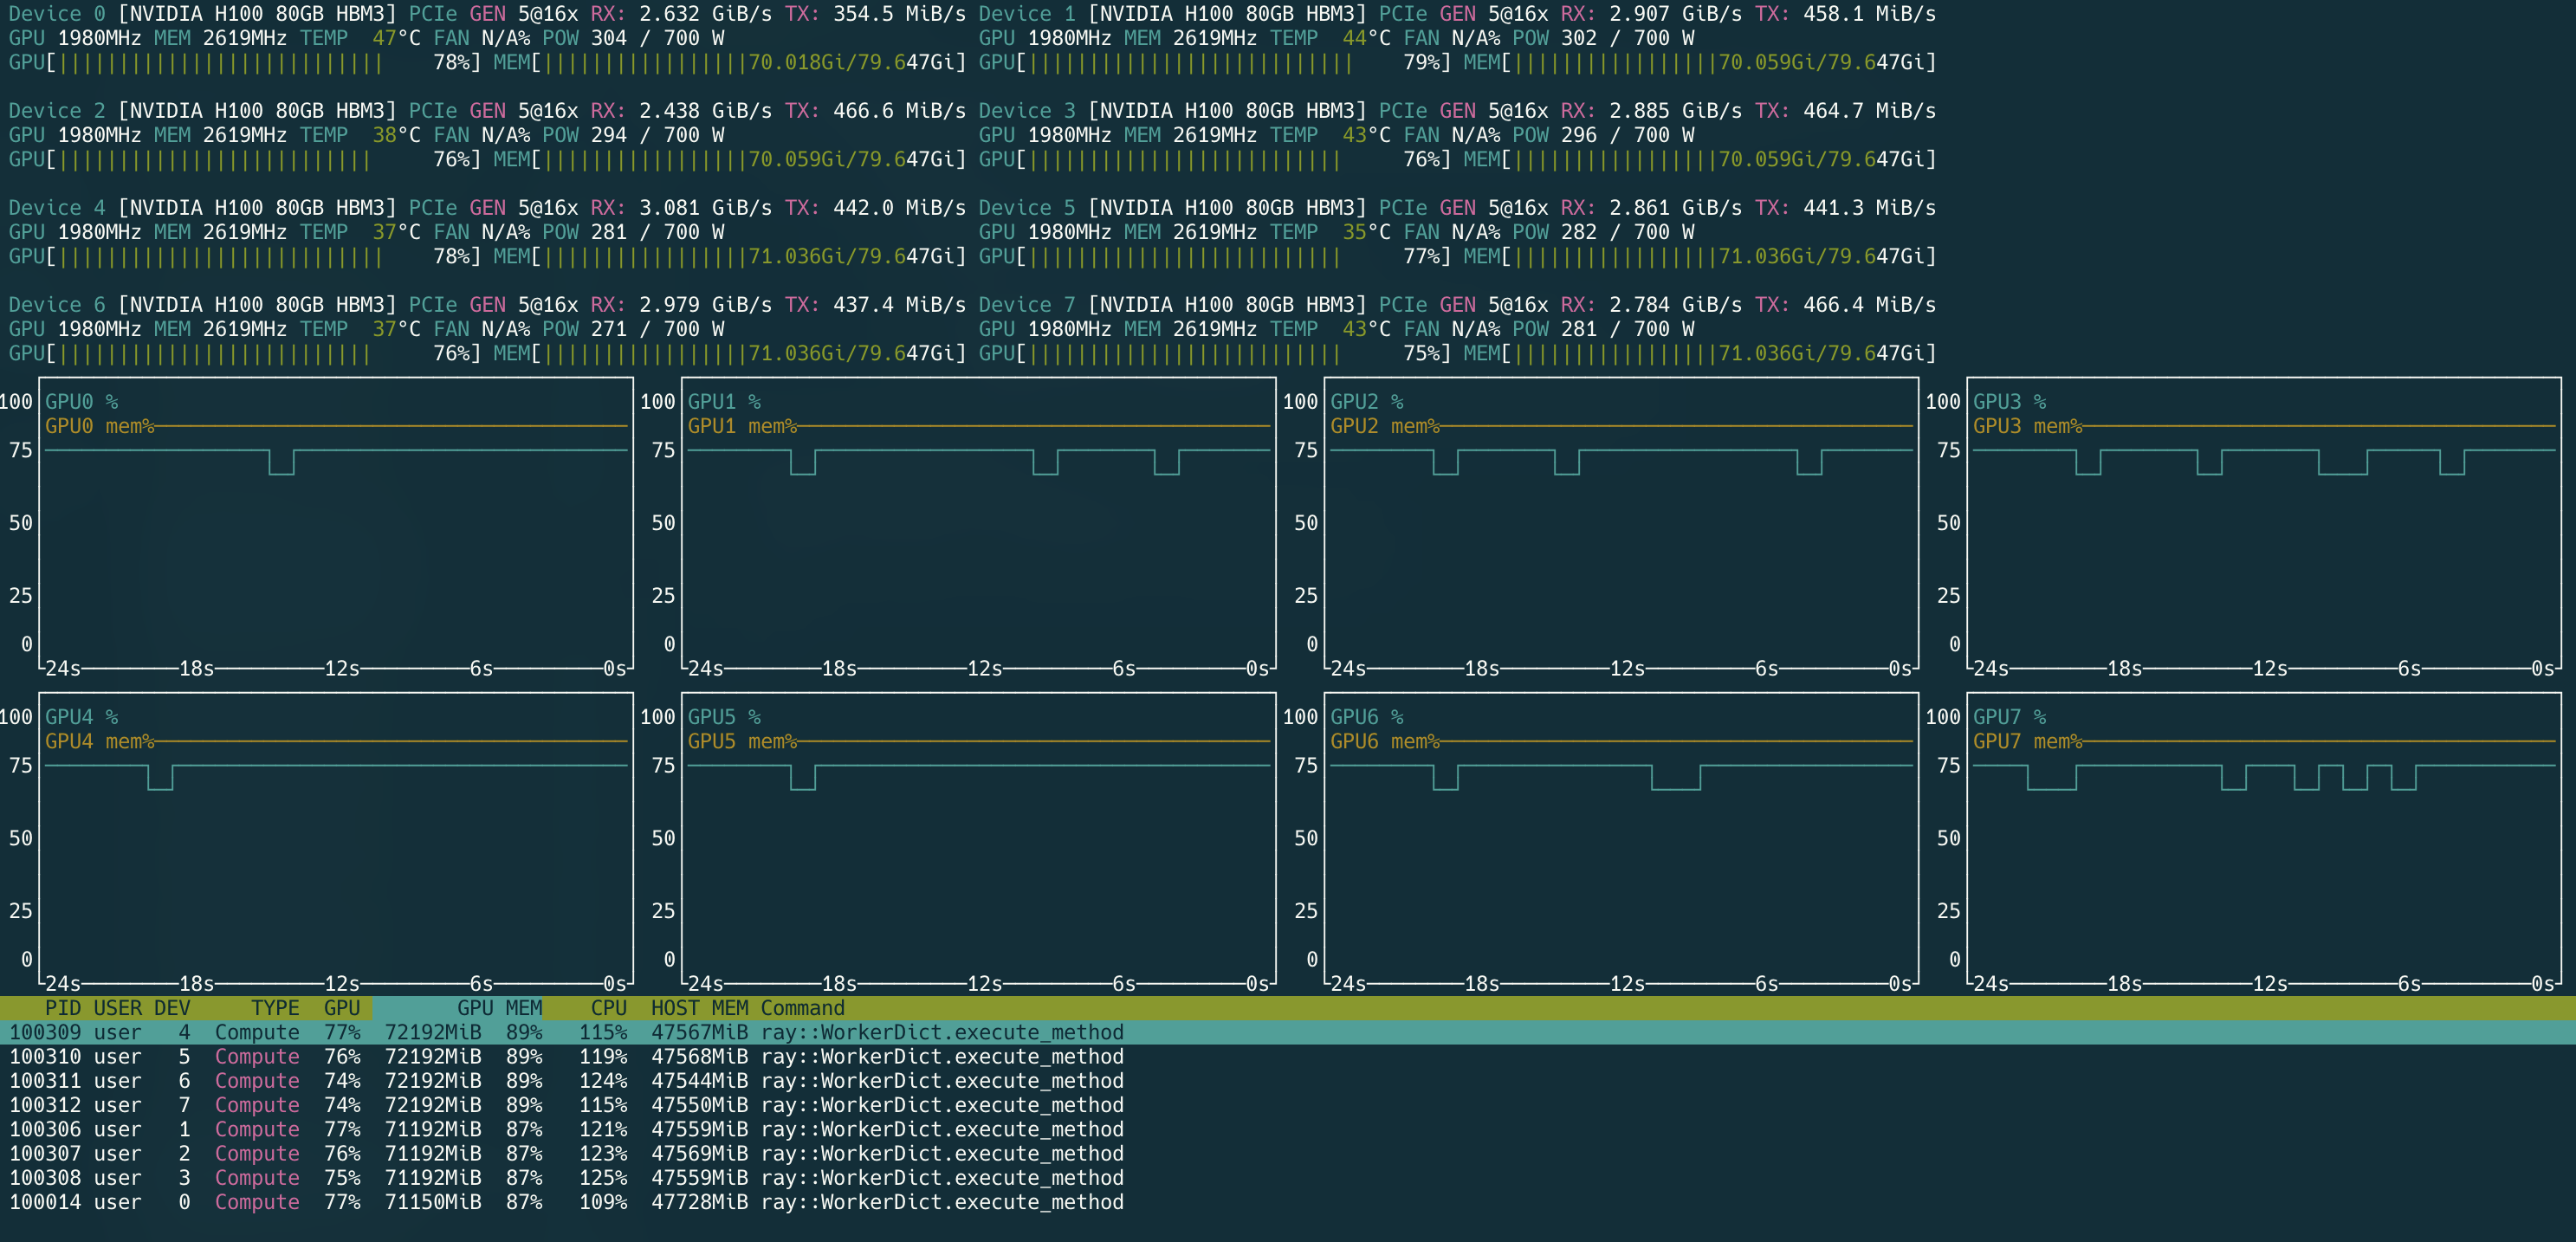 Device 0 [NVIDIA H100 80GB HBM3] PCIe GEN 5@16x RX: 2.632 GiB/s TX: 354.5 MiB/s Device 1 [NVIDIA H100 80GB HBM3] PCIe GEN 5@16x RX: 2.907 GiB/s TX: 458.1 MiB/s
GPU 1980MHz MEM 2619MHz TEMP 47°C FAN N/A% POW 304 / 700 W GPU 1980MHz MEM 2619MHz TEMP 44°C FAN N/A% POW 302 / 700 W
GPU[||||||||||||||||||||||||||| 78%] MEM[|||||||||||||||||70.018Gi/79.647Gi] GPU[||||||||||||||||||||||||||| 79%] MEM[|||||||||||||||||70.059Gi/79.647Gi]
Device 2 [NVIDIA H100 80GB HBM3] PCIe GEN 5@16x RX: 2.438 GiB/s TX: 466.6 MiB/s Device 3 [NVIDIA H100 80GB HBM3] PCIe GEN 5@16x RX: 2.885 GiB/s TX: 464.7 MiB/s
GPU 1980MHz MEM 2619MHz TEMP 38°C FAN N/A% POW 294 / 700 W GPU 1980MHz MEM 2619MHz TEMP 43°C FAN N/A% POW 296 / 700 W
GPU[|||||||||||||||||||||||||| 76%] MEM[|||||||||||||||||70.059Gi/79.647Gi] GPU[|||||||||||||||||||||||||| 76%] MEM[|||||||||||||||||70.059Gi/79.647Gi]
Device 4 [NVIDIA H100 80GB HBM3] PCIe GEN 5@16x RX: 3.081 GiB/s TX: 442.0 MiB/s Device 5 [NVIDIA H100 80GB HBM3] PCIe GEN 5@16x RX: 2.861 GiB/s TX: 441.3 MiB/s
GPU 1980MHz MEM 2619MHz TEMP 37°C FAN N/A% POW 281 / 700 W GPU 1980MHz MEM 2619MHz TEMP 35°C FAN N/A% POW 282 / 700 W
GPU[||||||||||||||||||||||||||| 78%] MEM[|||||||||||||||||71.036Gi/79.647Gi] GPU[|||||||||||||||||||||||||| 77%] MEM[|||||||||||||||||71.036Gi/79.647Gi]
Device 6 [NVIDIA H100 80GB HBM3] PCIe GEN 5@16x RX: 2.979 GiB/s TX: 437.4 MiB/s Device 7 [NVIDIA H100 80GB HBM3] PCIe GEN 5@16x RX: 2.784 GiB/s TX: 466.4 MiB/s
GPU 1980MHz MEM 2619MHz TEMP 37°C FAN N/A% POW 271 / 700 W GPU 1980MHz MEM 2619MHz TEMP 43°C FAN N/A% POW 281 / 700 W
GPU[|||||||||||||||||||||||||| 76%] MEM[|||||||||||||||||71.036Gi/79.647Gi] GPU[|||||||||||||||||||||||||| 75%] MEM[|||||||||||||||||71.036Gi/79.647Gi]
100 GPU0 % 100 GPU1 % 100 GPU2 % 100 GPU3 %
GPU0 mem% GPU1 mem% GPU2 mem% GPU3 mem%
75 75 75 75
50 50 50 50
25 25 25 25
0 0 0 0
24s 18s 12s 6s 0s 24s 18s 12s 6s 0s 24s 18s 12s 6s 0s 24s 18s 12s 6s 0s
100 GPU4 % 100 GPU5 % 100 GPU6 % 100 GPU7 %
GPU4 mem% GPU5 mem% GPU6 mem% GPU7 mem%
75 75 75 75
50 50 50 50
25 25 25 25
0 0 0 0
24s 18s 12s 6s 0s 24s 18s 12s 6s 0s 24s 18s 12s 6s 0s 24s 18s 12s 6s 0s
PID USER DEV TYPE GPU GPU MEM CPU HOST MEM Command
100309 user 4 Compute 77% 72192MiB 89% 115% 47567MiB ray::WorkerDict.execute_method
100310 user 5 Compute 76% 72192MiB 89% 119% 47568MiB ray::WorkerDict.execute_method
100311 user 6 Compute 74% 72192MiB 89% 124% 47544MiB ray::WorkerDict.execute_method
100312 user 7 Compute 74% 72192MiB 89% 115% 47550MiB ray::WorkerDict.execute_method
100306 user 1 Compute 77% 71192MiB 87% 121% 47559MiB ray::WorkerDict.execute_method
100307 user 2 Compute 76% 71192MiB 87% 123% 47569MiB ray::WorkerDict.execute_method
100308 user 3 Compute 75% 71192MiB 87% 125% 47559MiB ray::WorkerDict.execute_method
100014 user 0 Compute 77% 71150MiB 87% 109% 47728MiB ray::WorkerDict.execute_method